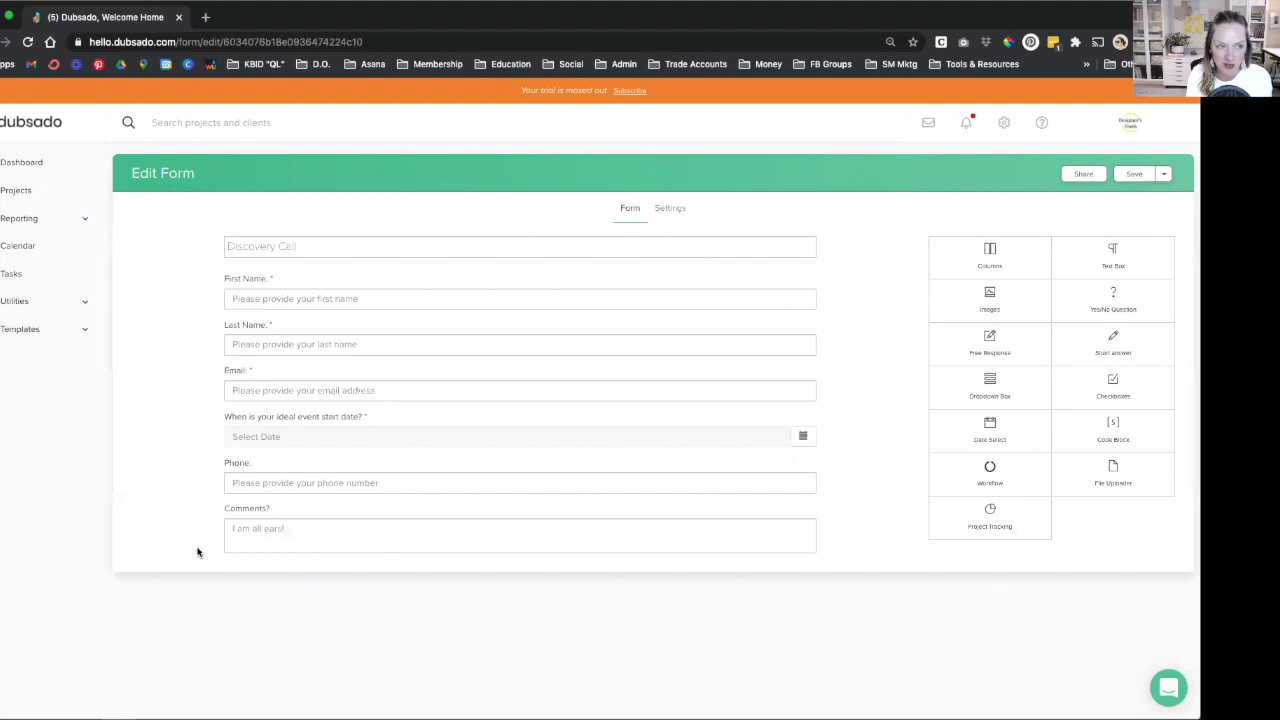 (5) Dubsado, Welcome Home
hello.dubsado.com/form/edit/6034076b18e0936474224c10
pps
KBID "QL"
D.O.
Asana
Membership
Education
Social
Admin
Trade Accounts
Money
FB Groups
SM Mktg
Tools & Resources
»
Oth
Your trial is maxed out Subscribe
dubsado
Search projects and clients
Designer's Oasis
Dashboard
Projects
Reporting
Calendar
Tasks
Utilities
Templates
Edit Form
Share
Save
Form
Settings
Discovery Call
First Name: *
Please provide your first name
Last Name: *
Please provide your last name
Email: *
Please provide your email address
When is your ideal event start date? *
Select Date
Phone:
Please provide your phone number
Comments?
I am all ears!
Columns
Text Box
Images
Yes/No Question
Free Response
Short answer
Dropdown Box
Checkboxes
Date Select
Code Block
Workflow
File Uploader
Project Tracking